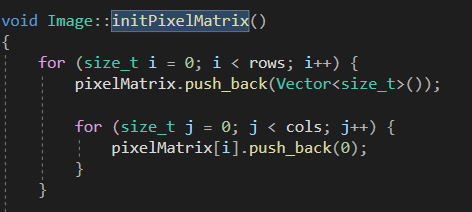 void Image::initPixelMatrix()
{
    for (size_t i = 0; i < rows; i++) {
        pixelMatrix.push_back(Vector<size_t>());
        for (size_t j = 0; j < cols; j++) {
            pixelMatrix[i].push_back(0);
        }
    }